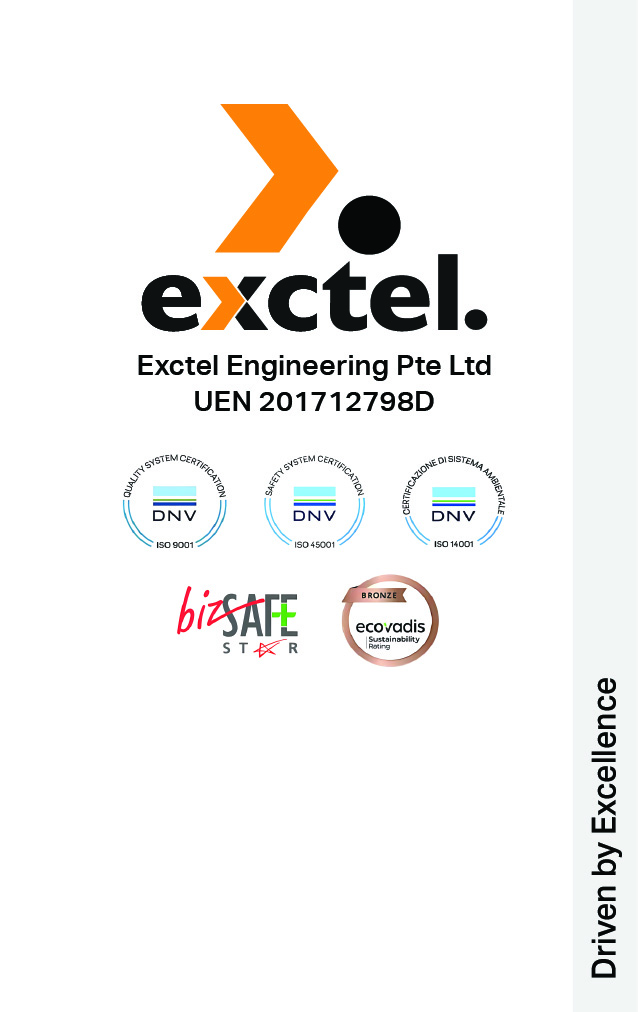 exctel.
Exctel Engineering Pte Ltd
UEN 201712798D
QUALITY SYSTEM CERTIFICATION
DNV
ISO 9001
SAFETY SYSTEM CERTIFICATION
DNV
ISO 45001
CERTIFICAZIONE DI SISTEMA AMBIENTALE
DNV
ISO 14001
bizSAFE
STAR
BRONZE
ecovadis
Sustainability
Rating
Driven by Excellence